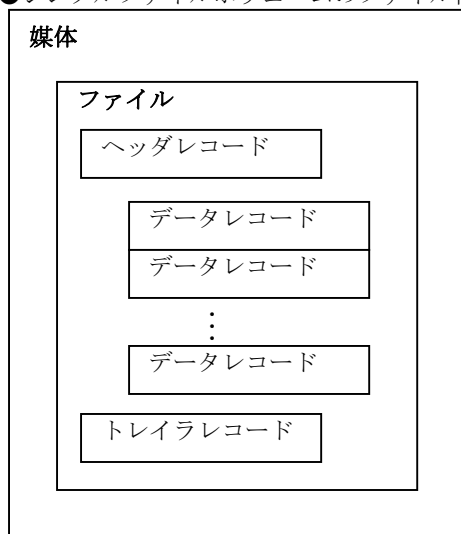 媒体
ファイル
ヘッダレコード
データレコード
データレコード
：
データレコード
トレイラレコード